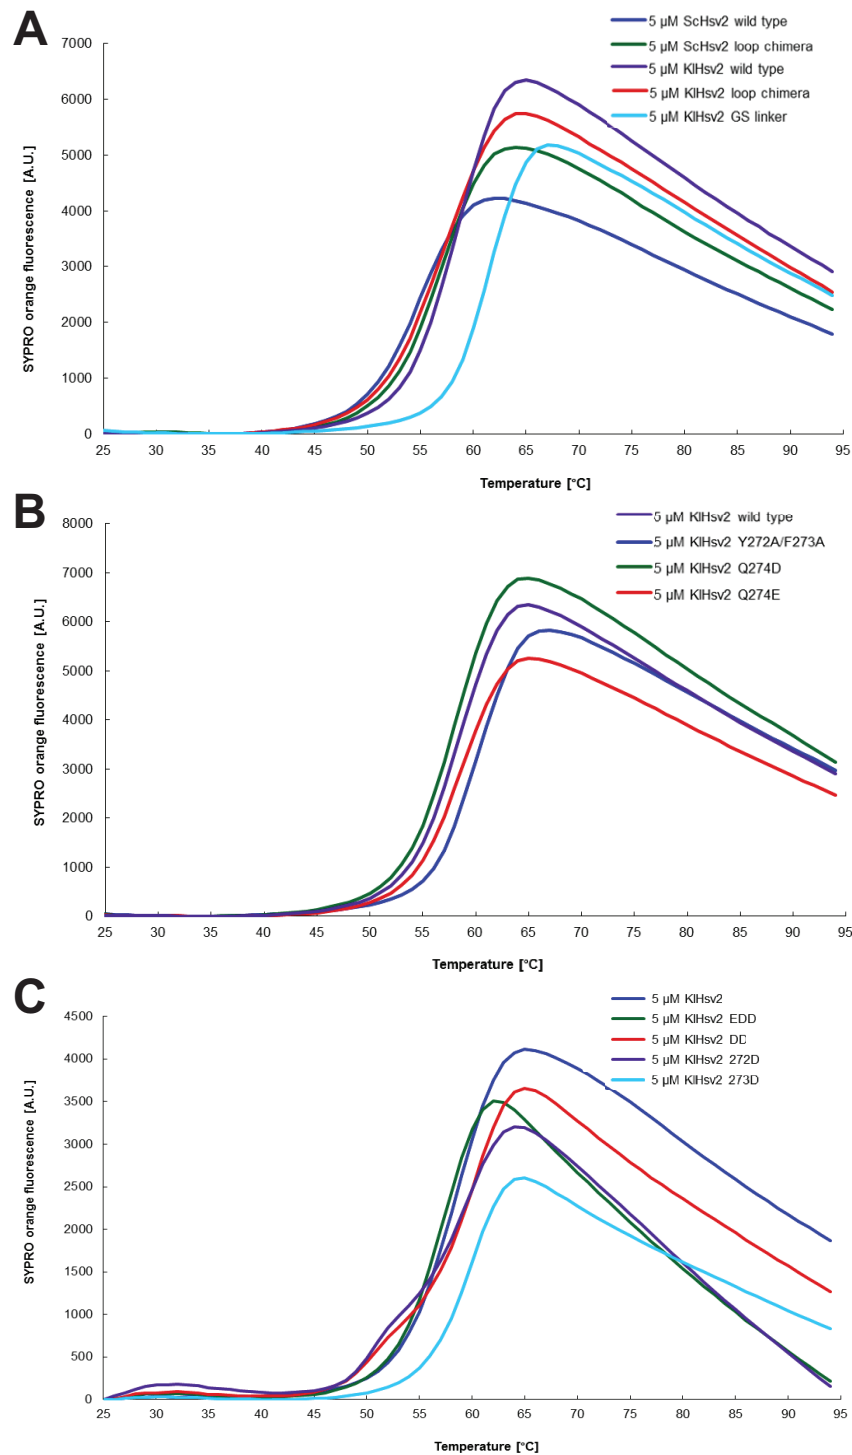 A
5 µM ScHsv2 wild type
5 µM ScHsv2 loop chimera
5 µM KlHsv2 wild type
5 µM KlHsv2 loop chimera
5 µM KlHsv2 GS linker
SYPRO orange fluorescence [A.U.]
7000
6000
5000
4000
3000
2000
1000
0
25 30 35 40 45 50 55 60 65 70 75 80 85 90 95
Temperature [°C]
B
5 µM KlHsv2 wild type
5 µM KlHsv2 Y272A/F273A
5 µM KlHsv2 Q274D
5 µM KlHsv2 Q274E
SYPRO orange fluorescence [A.U.]
8000
7000
6000
5000
4000
3000
2000
1000
0
25 30 35 40 45 50 55 60 65 70 75 80 85 90 95
Temperature [°C]
C
5 µM KlHsv2
5 µM KlHsv2 EDD
5 µM KlHsv2 DD
5 µM KlHsv2 272D
5 µM KlHsv2 273D
SYPRO orange fluorescence [A.U.]
4500
4000
3500
3000
2500
2000
1500
1000
500
0
25 30 35 40 45 50 55 60 65 70 75 80 85 90 95
Temperature [°C]